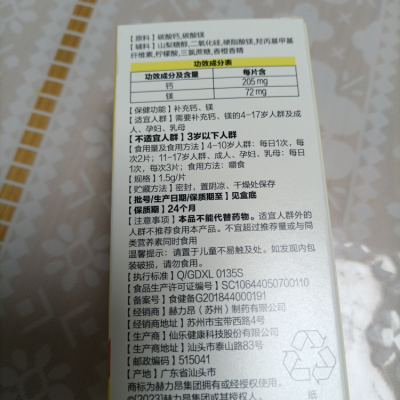 【原料】碳酸钙,碳酸镁
【辅料】山梨糖醇,二氧化硅,硬脂酸镁,羟丙基甲基
纤维素,柠檬酸,三氯蔗糖,香橙香精
功效成分表
功效成分及含量 每片含
钙 205 mg
镁 72 mg
【保健功能】补充钙、镁
【适宜人群】需要补充钙、镁的4-17岁人群及成
人、孕妇、乳母
【不适宜人群】3岁以下人群
【食用量及食用方法】4-10岁人群：每日1次，每
次2片；11-17岁人群、成人、孕妇、乳母：每日
1次，每次3片；食用方法：嚼食
【规格】1.5g/片
【贮藏方法】密封，置阴凉、干燥处保存
【批号/生产日期/保质期至】见盒底
【保质期】24个月
【注意事项】本品不能代替药物。适宜人群外的
人群不推荐食用本产品。不宜超过推荐量或与同
类营养素同时食用
温馨提示：请置于儿童不易触及处。如发现内包
装破损，请勿食用。
【执行标准】Q/GDXL 0135S
【食品生产许可证编号】SC10644050700110
【备案号】食健备G201844000191
【经销商】赫力昂（苏州）制药有限公司
【经销商地址】苏州市宝带西路4号
【生产商】仙乐健康科技股份有限公司
【生产商地址】汕头市泰山路83号
【邮政编码】515041
【产地】广东省汕头市
商标为赫力昂集团拥有或经授权使用。
©[2023]赫力昂集团或经授权
纸